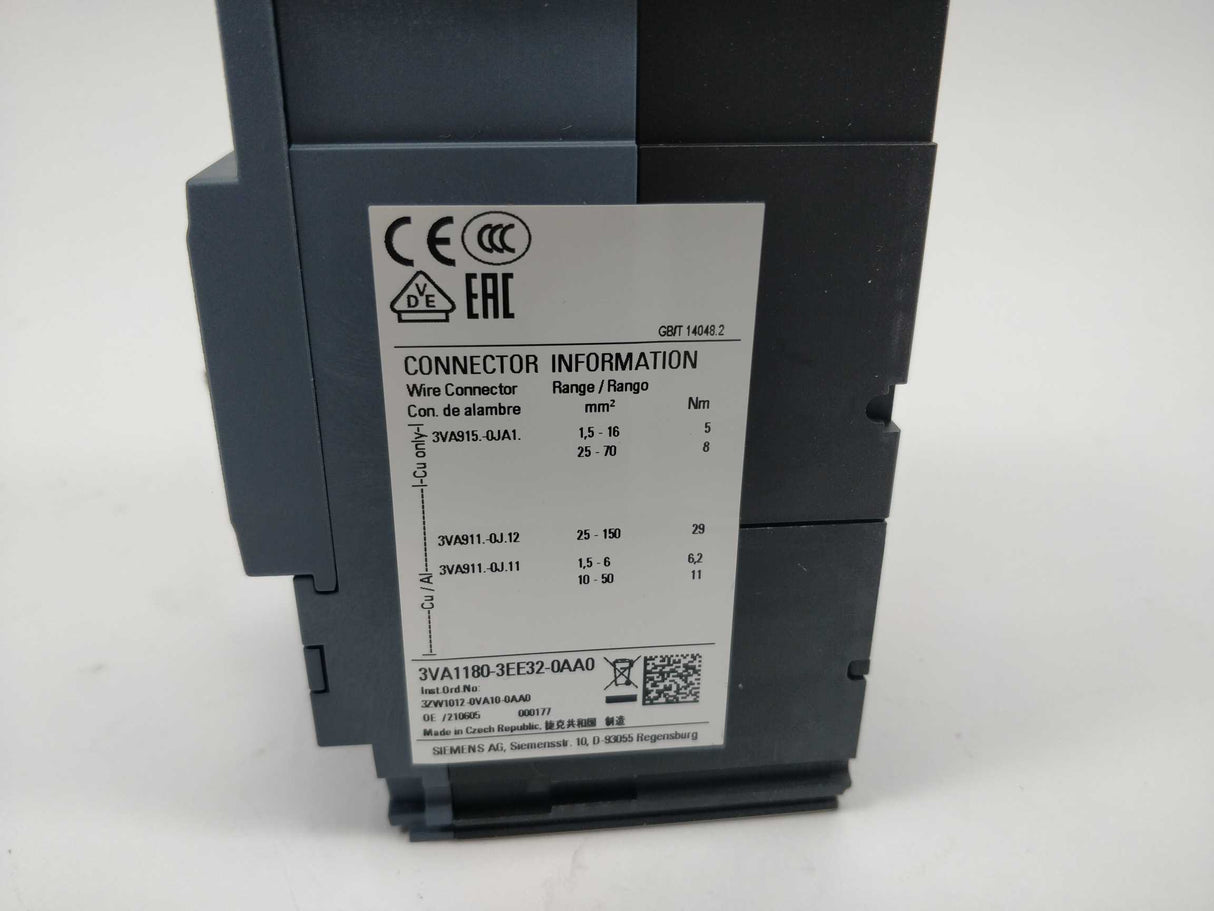 CE CCC
DVE EAC
GB/T 14048.2
CONNECTOR INFORMATION
Wire Connector Range / Rango
Con. de alambre mm² Nm
|-Cu only-|
3VA915.-0JA1. 1,5 - 16 5
25 - 70 8
3VA911.-0J.12 25 - 150 29
3VA911.-0J.11 1,5 - 6 6,2
10 - 50 11
|-------Cu / Al----------------|
3VA1180-3EE32-0AA0
Inst.Ord.No:
3ZW1012-0VA10-0AA0
0E /210605 000177
Made in Czech Republic, 捷克共和国 制造
SIEMENS AG, Siemensstr. 10, D-93055 Regensburg